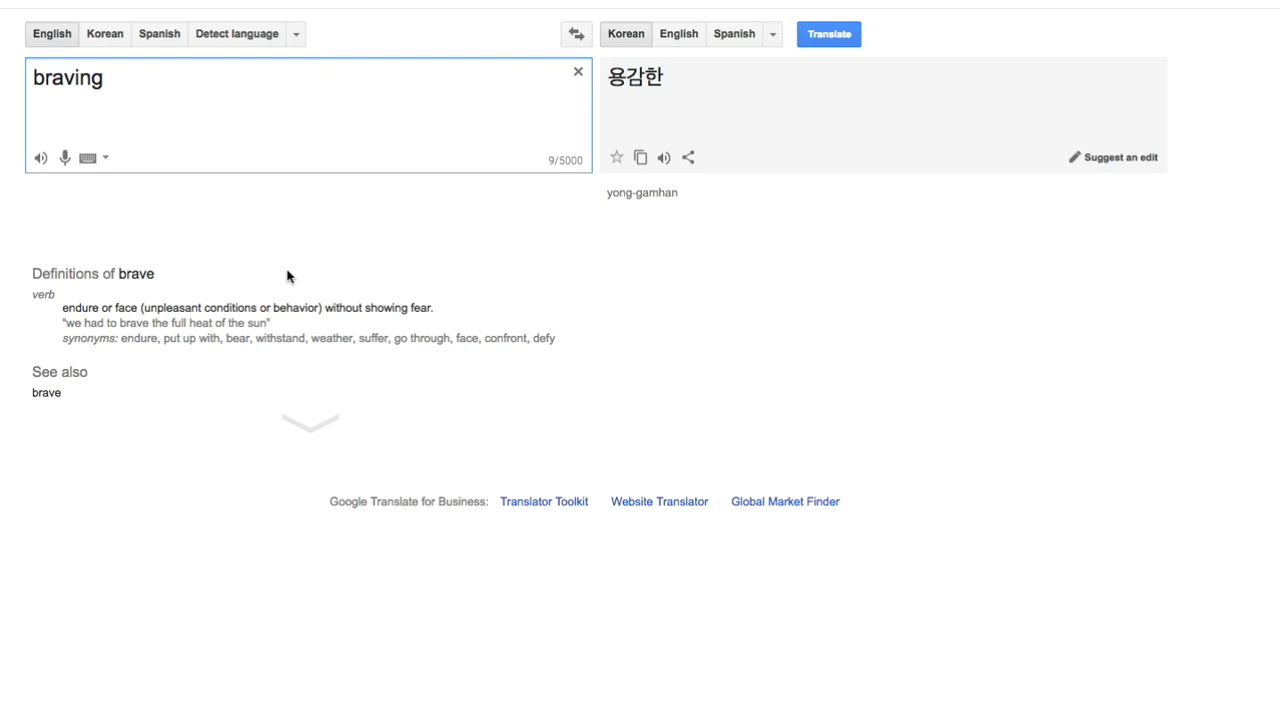 English Korean Spanish Detect language Korean English Spanish Translate
braving
용감한
9/5000
Suggest an edit
yong-gamhan
Definitions of brave
verb
endure or face (unpleasant conditions or behavior) without showing fear.
"we had to brave the full heat of the sun"
synonyms: endure, put up with, bear, withstand, weather, suffer, go through, face, confront, defy
See also
brave
Google Translate for Business: Translator Toolkit Website Translator Global Market Finder